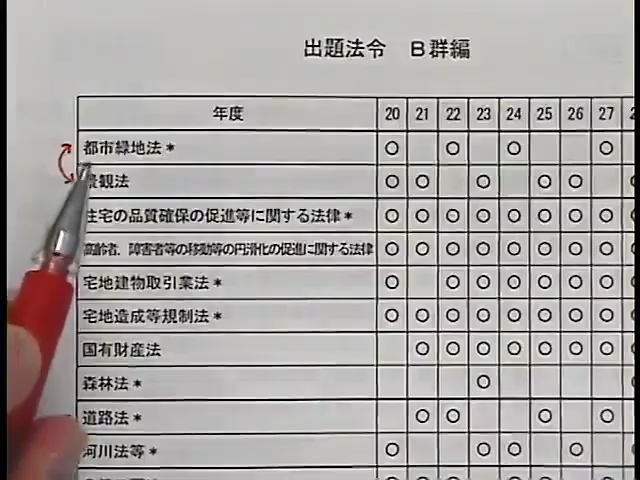 出題法令 B群編
年度 20 21 22 23 24 25 26 27
都市緑地法* ○ ○ ○ ○
景観法 ○ ○ ○ ○ ○
住宅の品質確保の促進等に関する法律* ○ ○ ○ ○ ○ ○ ○ ○
高齢者、障害者等の移動等の円滑化の促進に関する法律 ○ ○ ○ ○ ○ ○ ○ ○
宅地建物取引業法* ○ ○ ○ ○ ○ ○ ○
宅地造成等規制法* ○ ○ ○ ○ ○ ○ ○ ○
国有財産法 ○ ○ ○ ○ ○ ○ ○
森林法* ○
道路法* ○ ○ ○ ○
河川法等* ○ ○ ○ ○